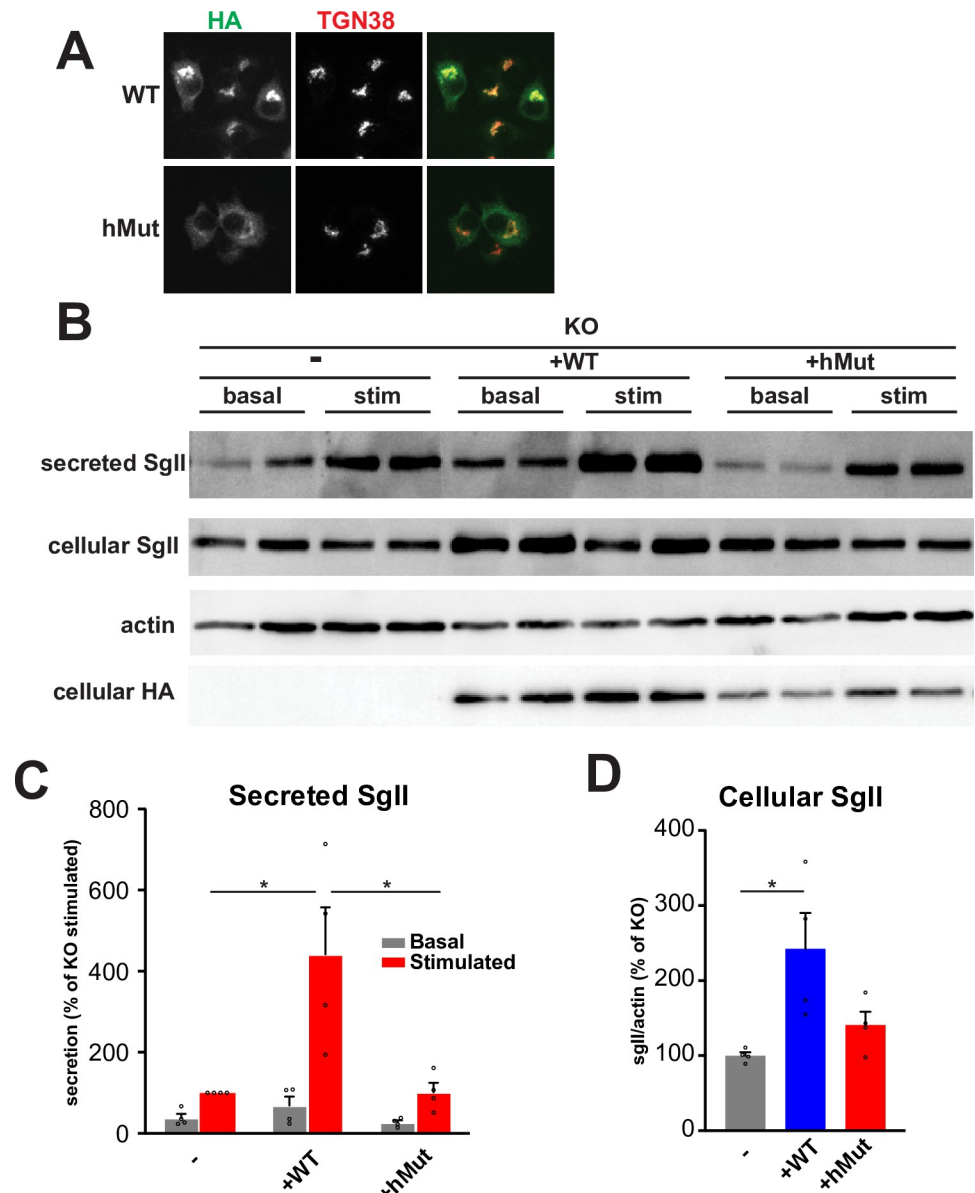 A
HA TGN38
WT
hMut
B
KO
- +WT +hMut
basal stim basal stim basal stim
secreted SgII
cellular SgII
actin
cellular HA
C
Secreted SgII
secretion (% of KO stimulated)
800
600
400
200
0
* *
Basal
Stimulated
- +WT +hMut
D
Cellular SgII
sgII/actin (% of KO)
400
300
200
100
0
*
- +WT +hMut